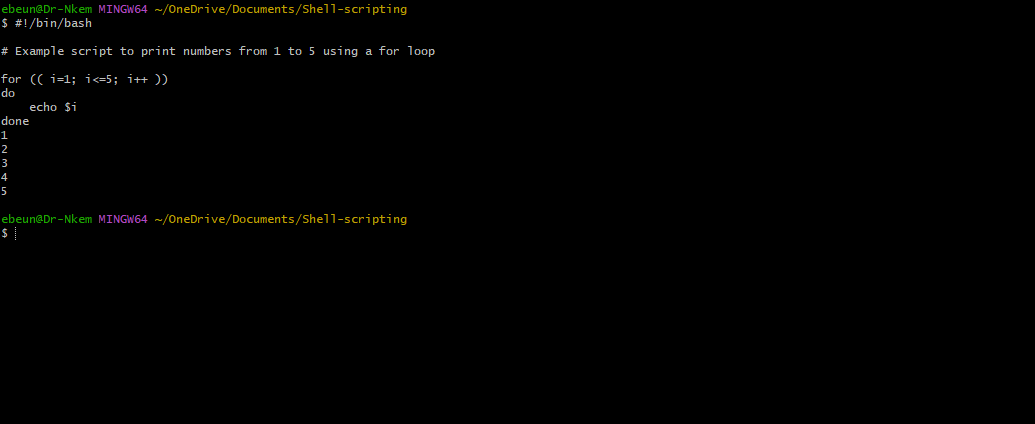 ebeun@Dr-Nkem MINGW64 ~/OneDrive/Documents/Shell-scripting
$ #!/bin/bash
# Example script to print numbers from 1 to 5 using a for loop
for (( i=1; i<=5; i++ ))
do
    echo $i
done
1
2
3
4
5
ebeun@Dr-Nkem MINGW64 ~/OneDrive/Documents/Shell-scripting
$